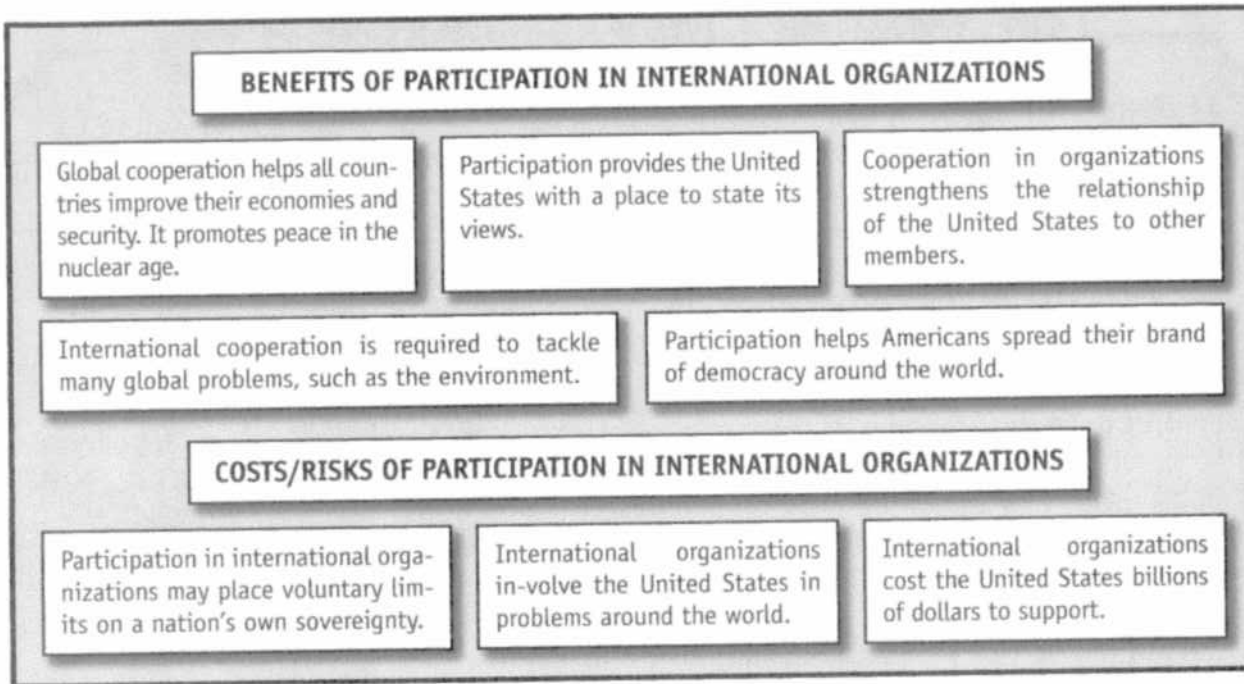 BENEFITS OF PARTICIPATION IN INTERNATIONAL ORGANIZATIONS
Global cooperation helps all coun-
tries improve their economies and
security. It promotes peace in the
nuclear age.
Participation provides the United
States with a place to state its
views.
Cooperation in organizations
strengthens the relationship
of the United States to other
members.
International cooperation is required to tackle
many global problems, such as the environment.
Participation helps Americans spread their brand
of democracy around the world.
COSTS/RISKS OF PARTICIPATION IN INTERNATIONAL ORGANIZATIONS
Participation in international orga-
nizations may place voluntary lim-
its on a nation's own sovereignty.
International organizations
in-volve the United States in
problems around the world.
International organizations
cost the United States billions
of dollars to support.